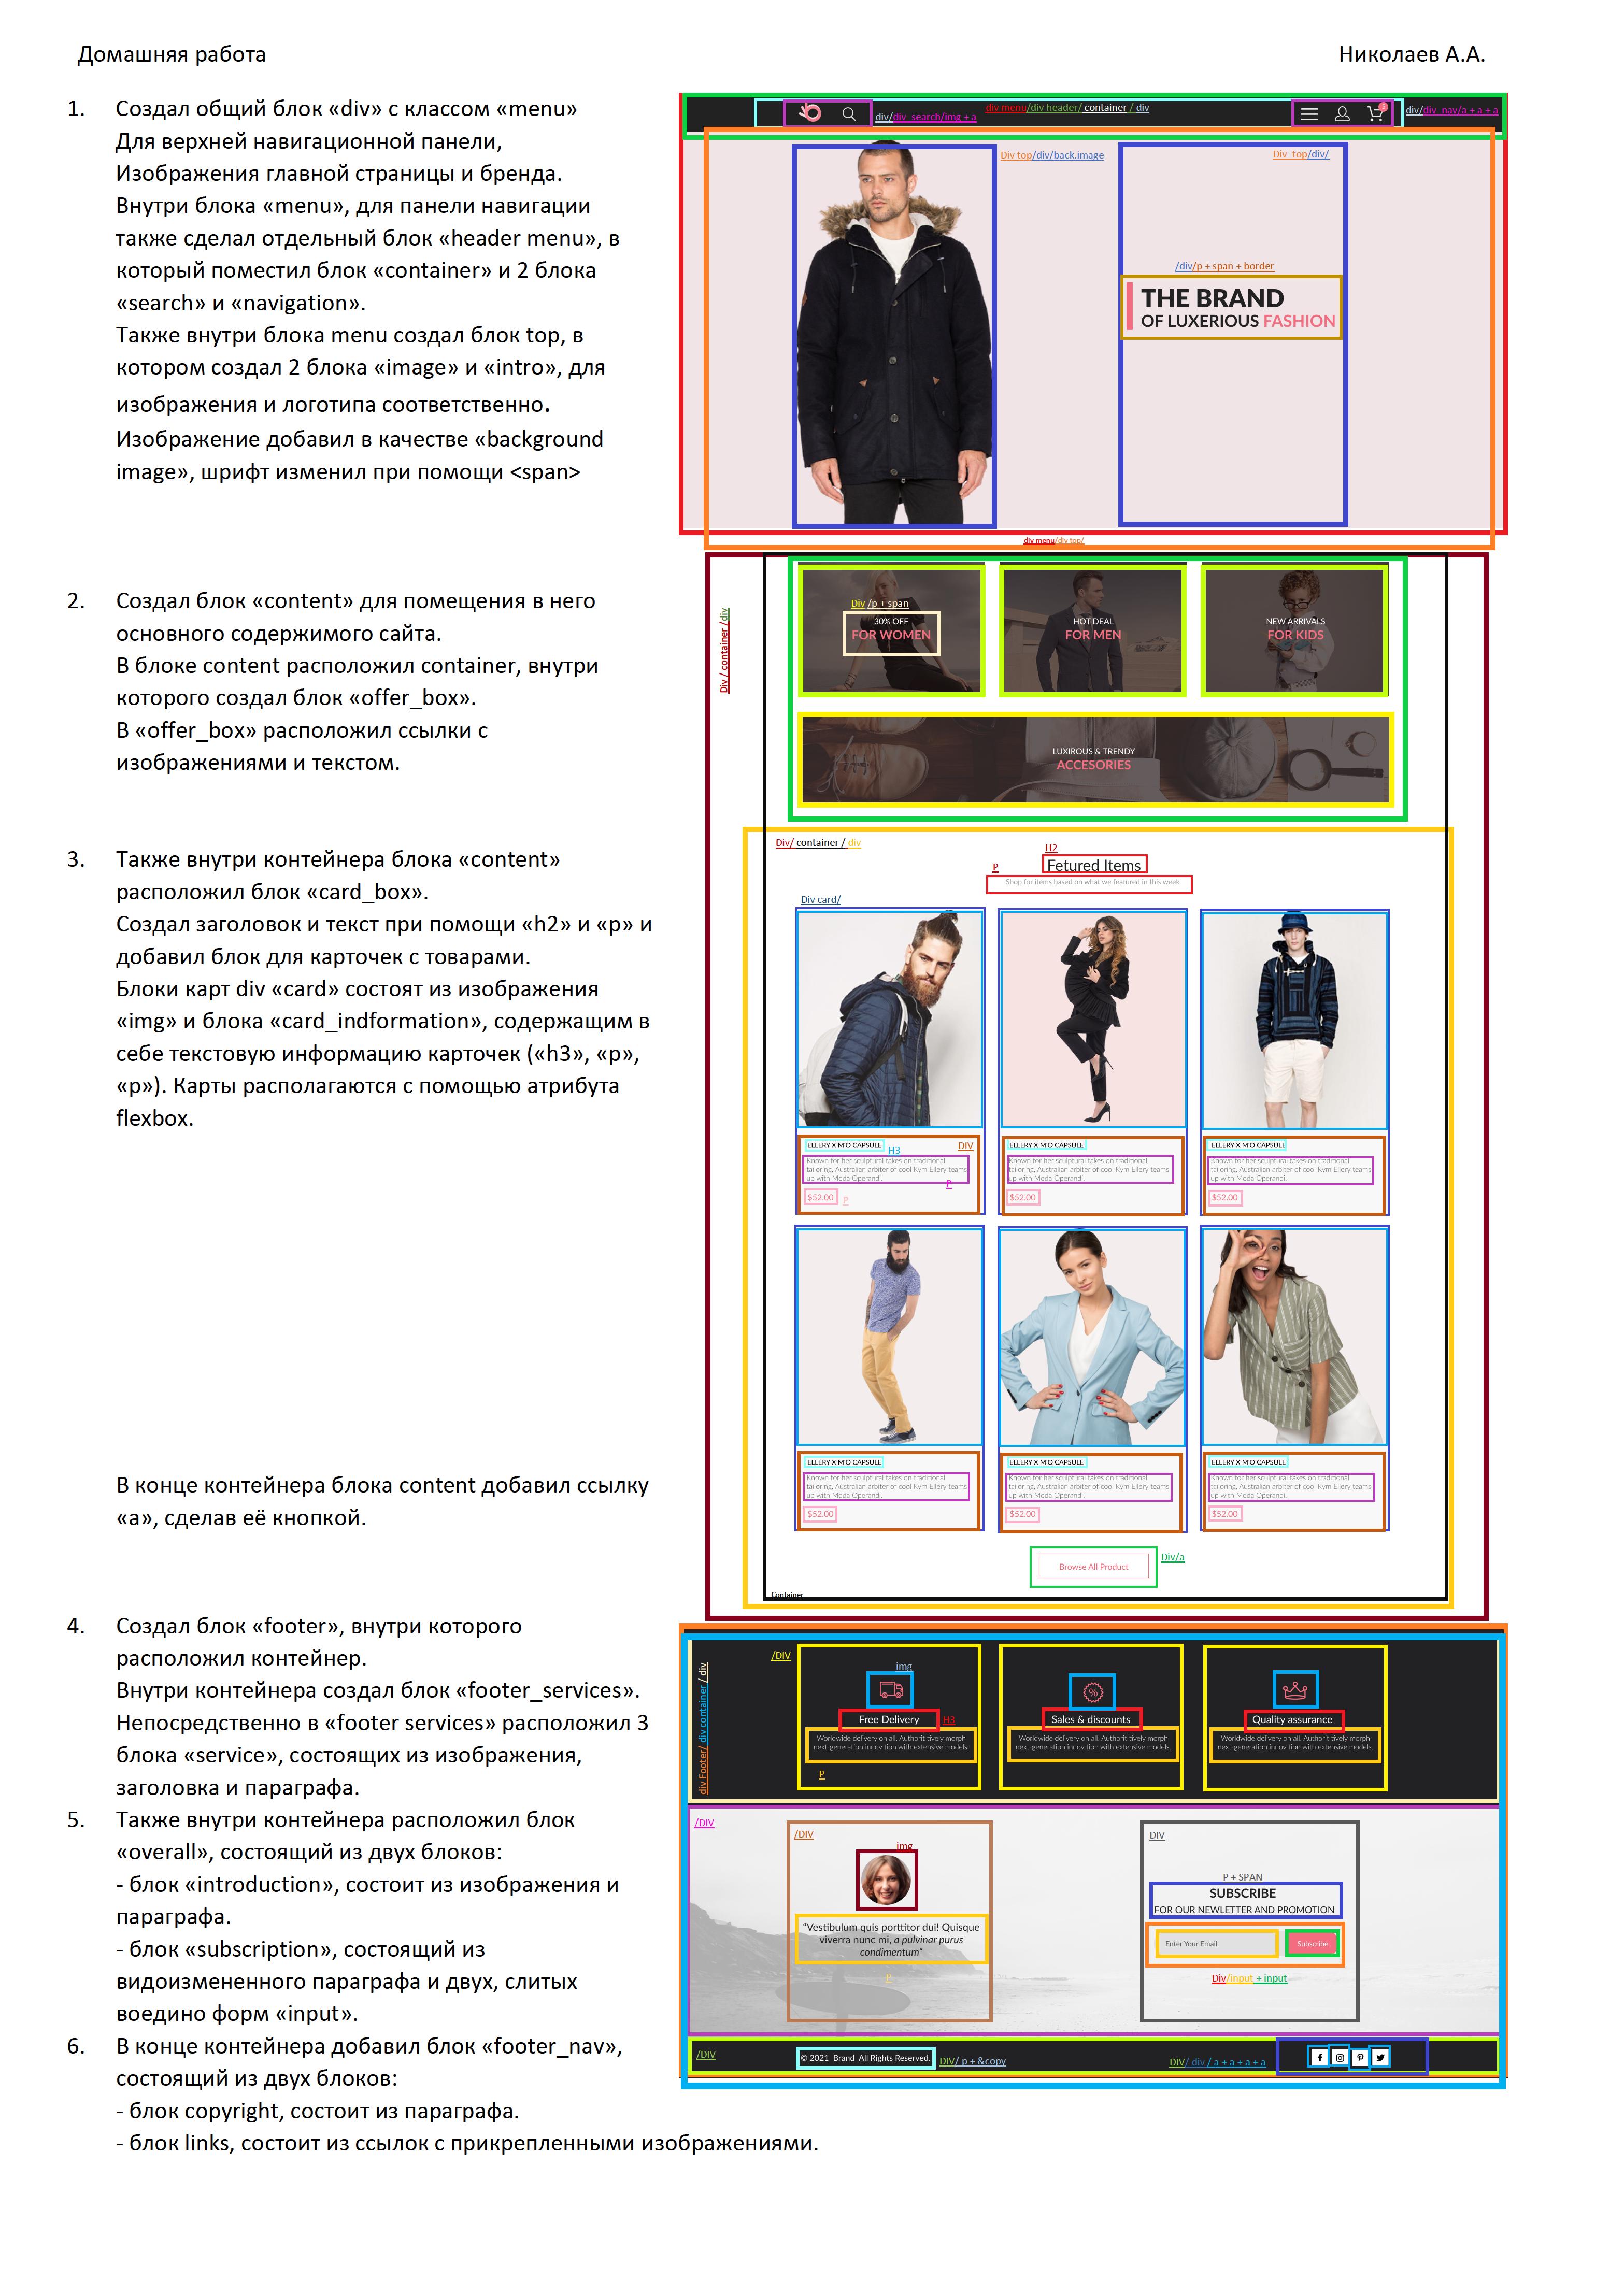 Домашняя работа
Николаев А.А.
1. Создал общий блок «div» с классом «menu»
Для верхней навигационной панели,
Изображения главной страницы и бренда.
Внутри блока «menu», для панели навигации
также сделал отдельный блок «header menu», в
который поместил блок «container» и 2 блока
«search» и «navigation».
Также внутри блока menu создал блок top, в
котором создал 2 блока «image» и «intro», для
изображения и логотипа соответственно.
Изображение добавил в качестве «background
image», шрифт изменил при помощи <span>
2. Создал блок «content» для помещения в него
основного содержимого сайта.
В блоке content расположил container, внутри
которого создал блок «offer_box».
В «offer_box» расположил ссылки с
изображениями и текстом.
3. Также внутри контейнера блока «content»
расположил блок «card_box».
Создал заголовок и текст при помощи «h2» и «p» и
добавил блок для карточек с товарами.
Блоки карт div «card» состоят из изображения
«img» и блока «card_indformation», содержащим в
себе текстовую информацию карточек («h3», «p»,
«p»). Карты располагаются с помощью атрибута
flexbox.
В конце контейнера блока content добавил ссылку
«a», сделав её кнопкой.
4. Создал блок «footer», внутри которого
расположил контейнер.
Внутри контейнера создал блок «footer_services».
Непосредственно в «footer services» расположил 3
блока «service», состоящих из изображения,
заголовка и параграфа.
5. Также внутри контейнера расположил блок
«overall», состоящий из двух блоков:
- блок «introduction», состоит из изображения и
параграфа.
- блок «subscription», состоящий из
видоизмененного параграфа и двух, слитых
воедино форм «input».
6. В конце контейнера добавил блок «footer_nav»,
состоящий из двух блоков:
- блок copyright, состоит из параграфа.
- блок links, состоит из ссылок с прикрепленными изображениями.
div/div_search/img + a
div menu/div header/ container / div
div/div_nav/a + a + a
Div top/div/back.image
Div top/div/
/div/p + span + border
THE BRAND
OF LUXERIOUS FASHION
div menu/div top/
Div / container / div
Div /p + span
30% OFF
FOR WOMEN
HOT DEAL
FOR MEN
NEW ARRIVALS
FOR KIDS
LUXIROUS & TRENDY
ACCESORIES
Div/ container / div
H2
P
Fetured Items
Shop for items based on what we featured in this week
Div card/
ELLERY X M'O CAPSULE
H3
DIV
Known for her sculptural takes on traditional
tailoring, Australian arbiter of cool Kym Ellery teams
up with Moda Operandi.
P
$52.00
P
ELLERY X M'O CAPSULE
Known for her sculptural takes on traditional
tailoring, Australian arbiter of cool Kym Ellery teams
up with Moda Operandi.
$52.00
ELLERY X M'O CAPSULE
Known for her sculptural takes on traditional
tailoring, Australian arbiter of cool Kym Ellery teams
up with Moda Operandi.
$52.00
ELLERY X M'O CAPSULE
Known for her sculptural takes on traditional
tailoring, Australian arbiter of cool Kym Ellery teams
up with Moda Operandi.
$52.00
ELLERY X M'O CAPSULE
Known for her sculptural takes on traditional
tailoring, Australian arbiter of cool Kym Ellery teams
up with Moda Operandi.
$52.00
ELLERY X M'O CAPSULE
Known for her sculptural takes on traditional
tailoring, Australian arbiter of cool Kym Ellery teams
up with Moda Operandi.
$52.00
Browse All Product
Div/a
Container
div Footer/ div container / div
/DIV
img
Free Delivery
H3
Worldwide delivery on all. Authorit tively morph
next-generation innov tion with extensive models.
P
%
Sales & discounts
Worldwide delivery on all. Authorit tively morph
next-generation innov tion with extensive models.
Quality assurance
Worldwide delivery on all. Authorit tively morph
next-generation innov tion with extensive models.
/DIV
/DIV
img
“Vestibulum quis porttitor dui! Quisque
viverra nunc mi, a pulvinar purus
condimentum“
P
DIV
P + SPAN
SUBSCRIBE
FOR OUR NEWLETTER AND PROMOTION
Enter Your Email
Subscribe
Div/input + input
/DIV
© 2021 Brand All Rights Reserved.
DIV/ p + &copy
DIV/ div / a + a + a + a